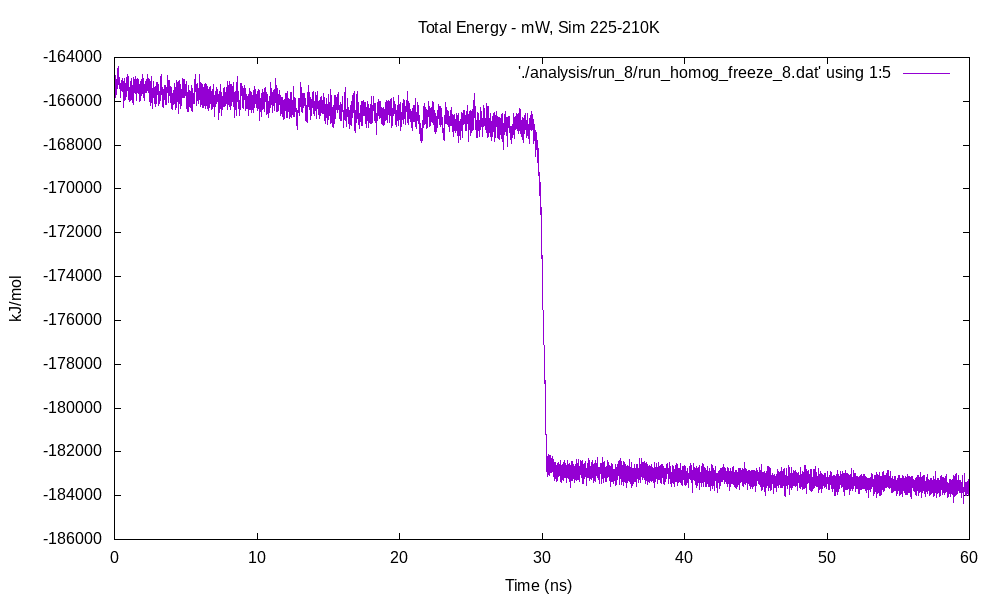 Total Energy - mW, Sim 225-210K
'./analysis/run_8/run_homog_freeze_8.dat' using 1:5
kJ/mol
-164000
-166000
-168000
-170000
-172000
-174000
-176000
-178000
-180000
-182000
-184000
-186000
0 10 20 30 40 50 60
Time (ns)